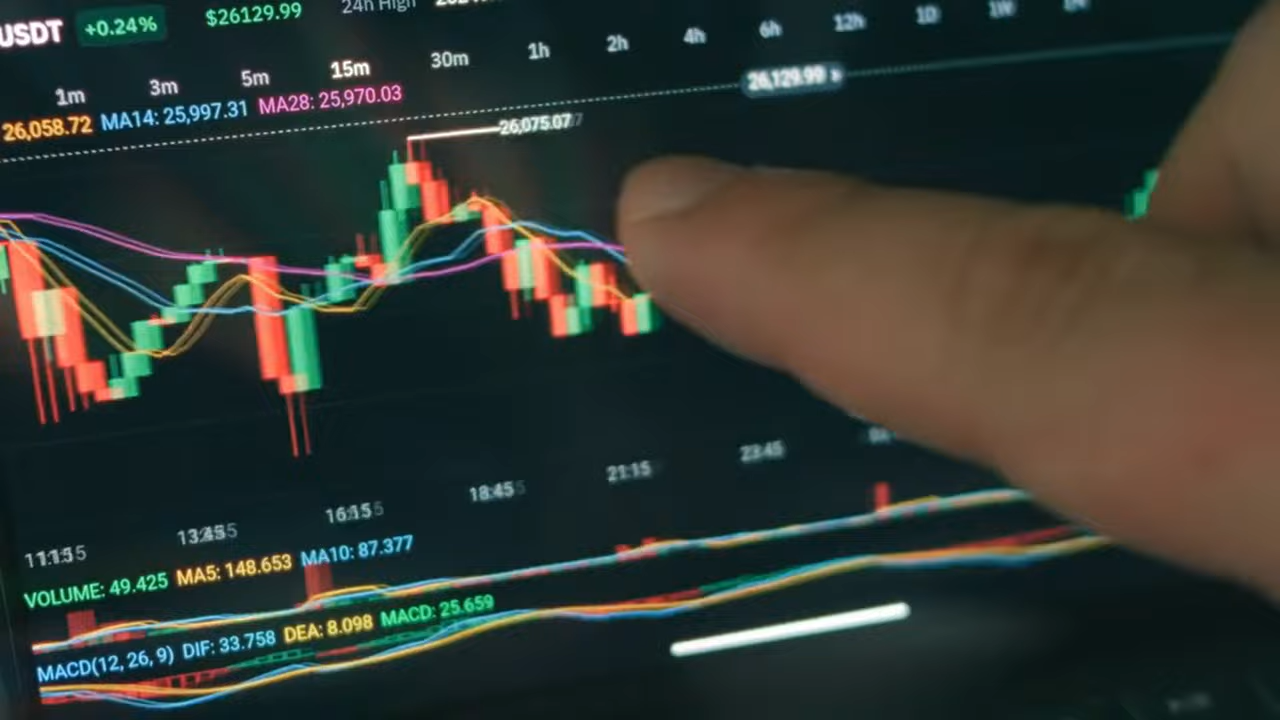 USDT +0.24% $26129.99 24h High
1m 3m 5m 15m 30m 1h 2h 4h 6h 12h 1D 1W
26,058.72 MA14: 25,997.31 MA28: 25,970.03
26,129.99
26,075.07
11:15 13:45 16:15 18:45 21:15 23:45
VOLUME: 49.425 MA5: 148.653 MA10: 87.377
MACD(12, 26, 9) DIF: 33.758 DEA: 8.098 MACD: 25.659